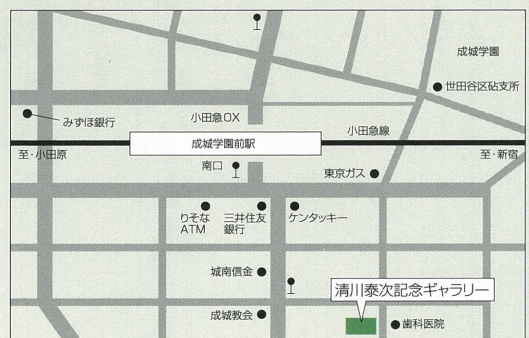 成城学園
世田谷区砧支所
みずほ銀行
小田急OX
小田急線
成城学園前駅
至・小田原
至・新宿
南口
東京ガス
りそな
ATM
三井住友
銀行
ケンタッキー
城南信金
清川泰次記念ギャラリー
成城教会
歯科医院